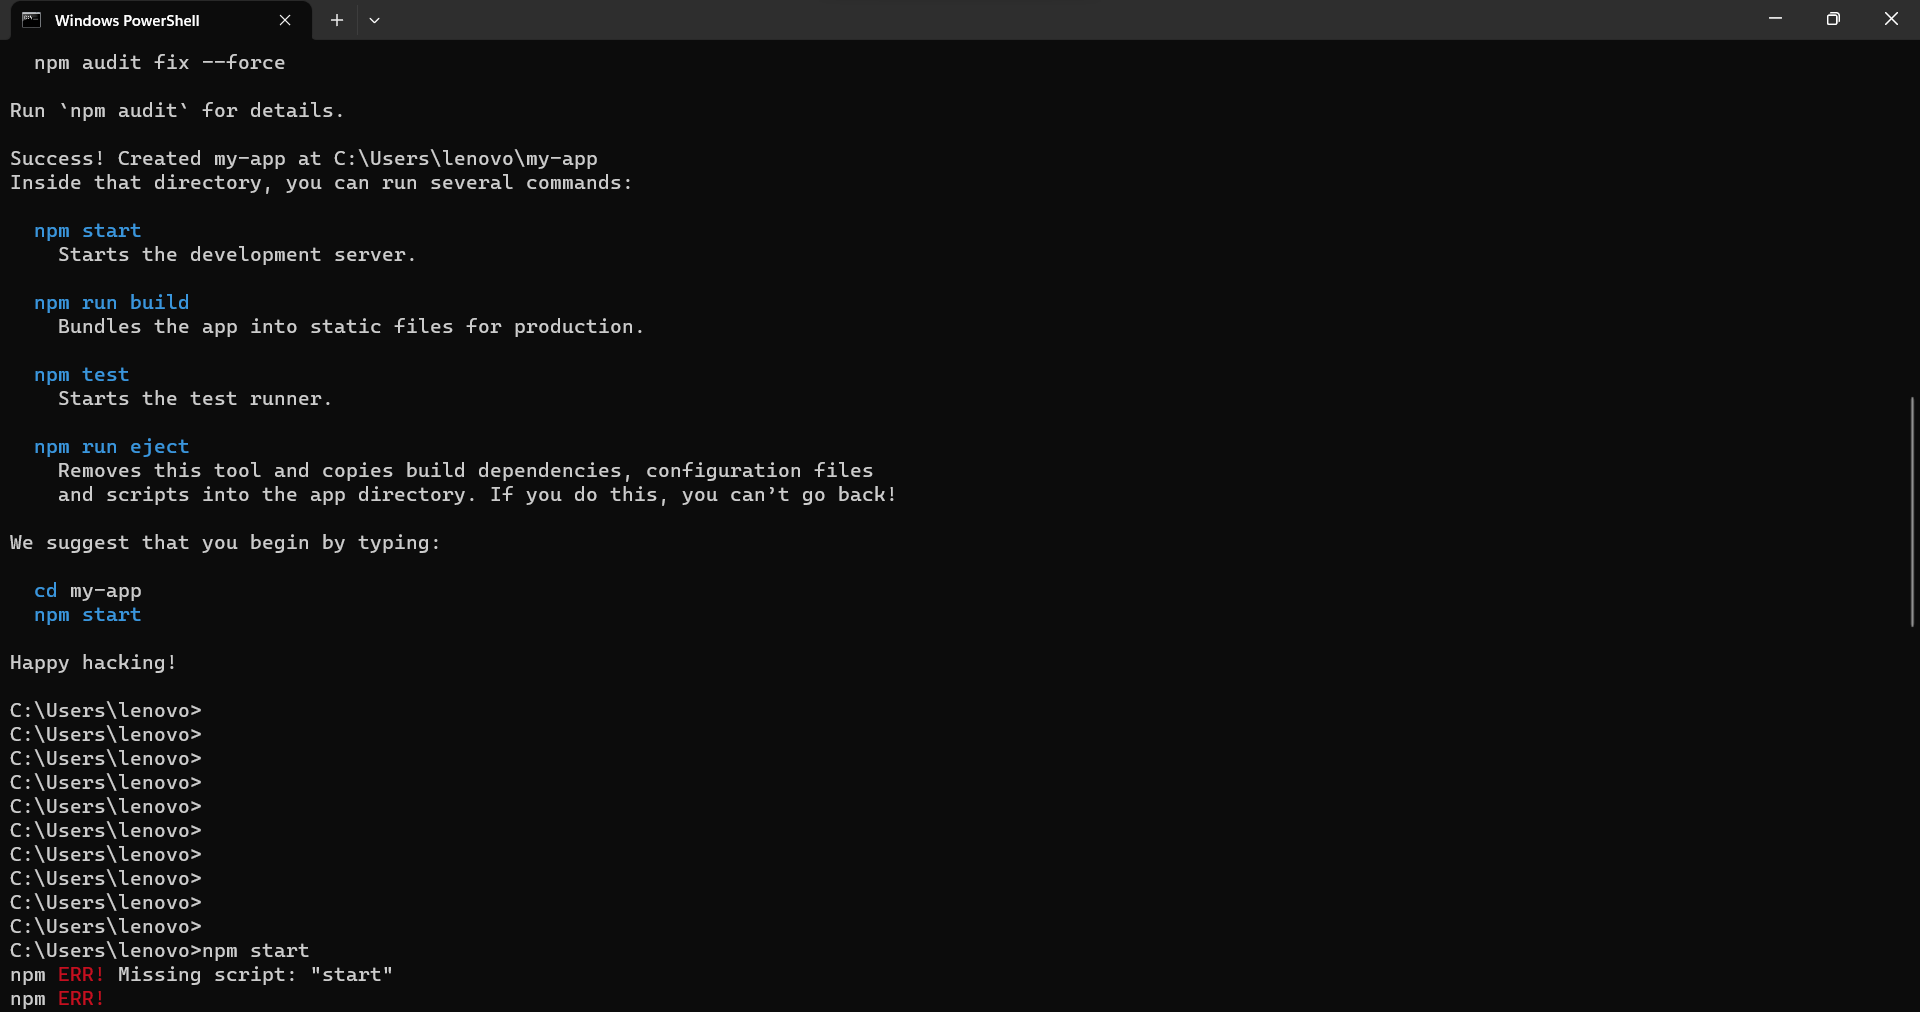 Windows PowerShell
npm audit fix --force
Run `npm audit` for details.
Success! Created my-app at C:\Users\lenovo\my-app
Inside that directory, you can run several commands:
npm start
Starts the development server.
npm run build
Bundles the app into static files for production.
npm test
Starts the test runner.
npm run eject
Removes this tool and copies build dependencies, configuration files
and scripts into the app directory. If you do this, you can’t go back!
We suggest that you begin by typing:
cd my-app
npm start
Happy hacking!
C:\Users\lenovo>
C:\Users\lenovo>
C:\Users\lenovo>
C:\Users\lenovo>
C:\Users\lenovo>
C:\Users\lenovo>
C:\Users\lenovo>
C:\Users\lenovo>
C:\Users\lenovo>
C:\Users\lenovo>
C:\Users\lenovo>npm start
npm ERR! Missing script: "start"
npm ERR!